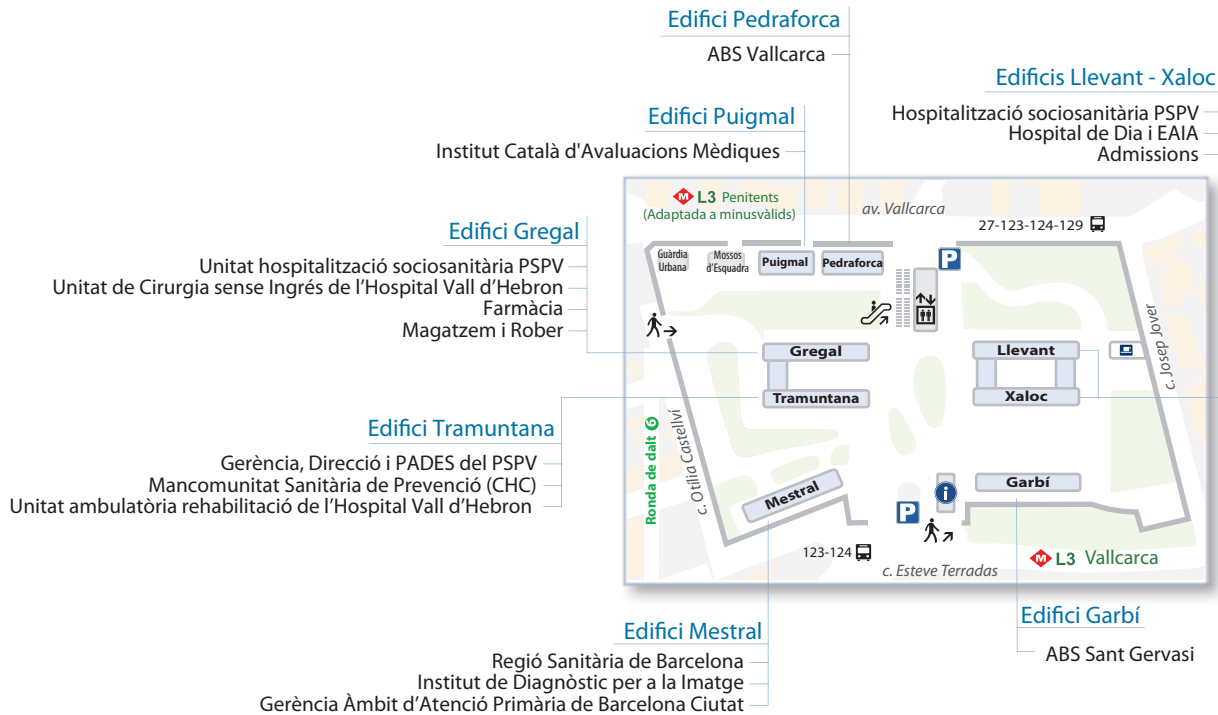 Edifici Pedraforca
ABS Vallcarca
Edificis Llevant - Xaloc
Hospitalització sociosanitària PSPV
Hospital de Dia i EAIA
Admissions
Edifici Puigmal
Institut Català d'Avaluacions Mèdiques
M L3 Penitents
(Adaptada a minusvàlids)
av. Vallcarca
27-123-124-129
Edifici Gregal
Unitat hospitalització sociosanitària PSPV
Unitat de Cirurgia sense Ingrés de l’Hospital Vall d’Hebron
Farmàcia
Magatzem i Rober
Guàrdia
Urbana
Mossos
d'Esquadra
Puigmal
Pedraforca
P
c. Josep Jover
Gregal
Llevant
Tramuntana
Xaloc
Edifici Tramuntana
Gerència, Direcció i PADES del PSPV
Mancomunitat Sanitària de Prevenció (CHC)
Unitat ambulatòria rehabilitació de l’Hospital Vall d’Hebron
Ronda de dalt 6
c. Otília Castellví
Mestral
P
i
Garbí
123-124
c. Esteve Terradas
M L3 Vallcarca
Edifici Mestral
Regió Sanitària de Barcelona
Institut de Diagnòstic per a la Imatge
Gerència Àmbit d’Atenció Primària de Barcelona Ciutat
Edifici Garbí
ABS Sant Gervasi